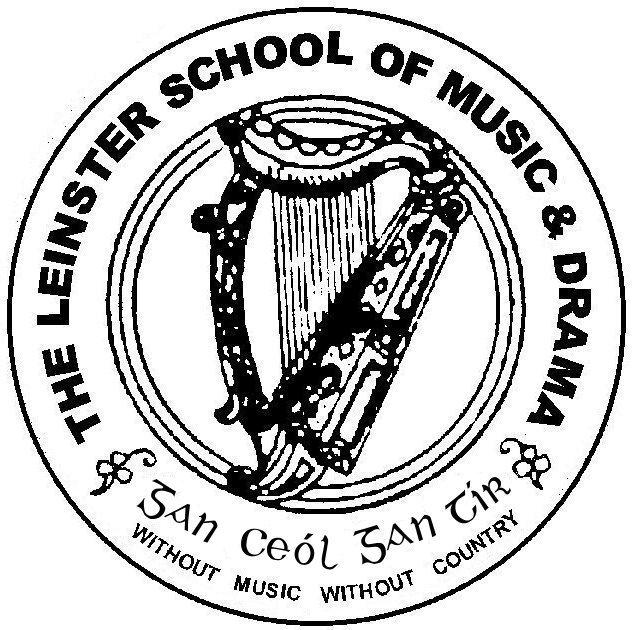 THE LEINSTER SCHOOL OF MUSIC & DRAMA
Gan Ceól Gan Tír
WITHOUT MUSIC WITHOUT COUNTRY